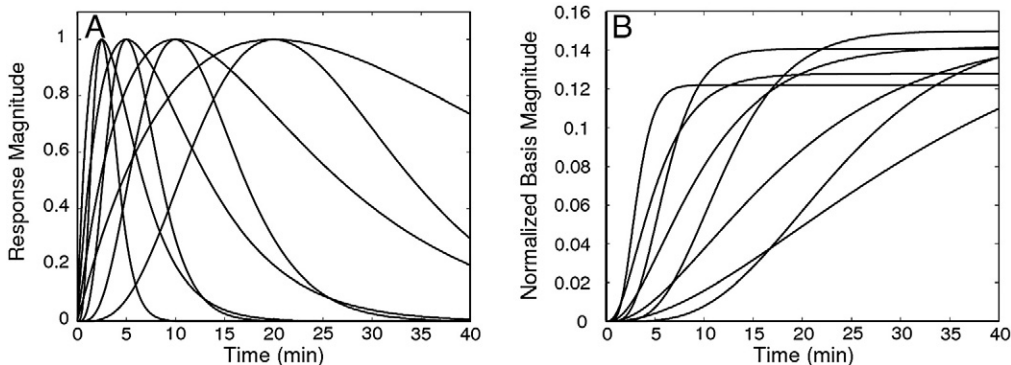 A
Response Magnitude
1
0.8
0.6
0.4
0.2
0
0 5 10 15 20 25 30 35 40
Time (min)
B
Normalized Basis Magnitude
0.16
0.14
0.12
0.1
0.08
0.06
0.04
0.02
0
0 5 10 15 20 25 30 35 40
Time (min)